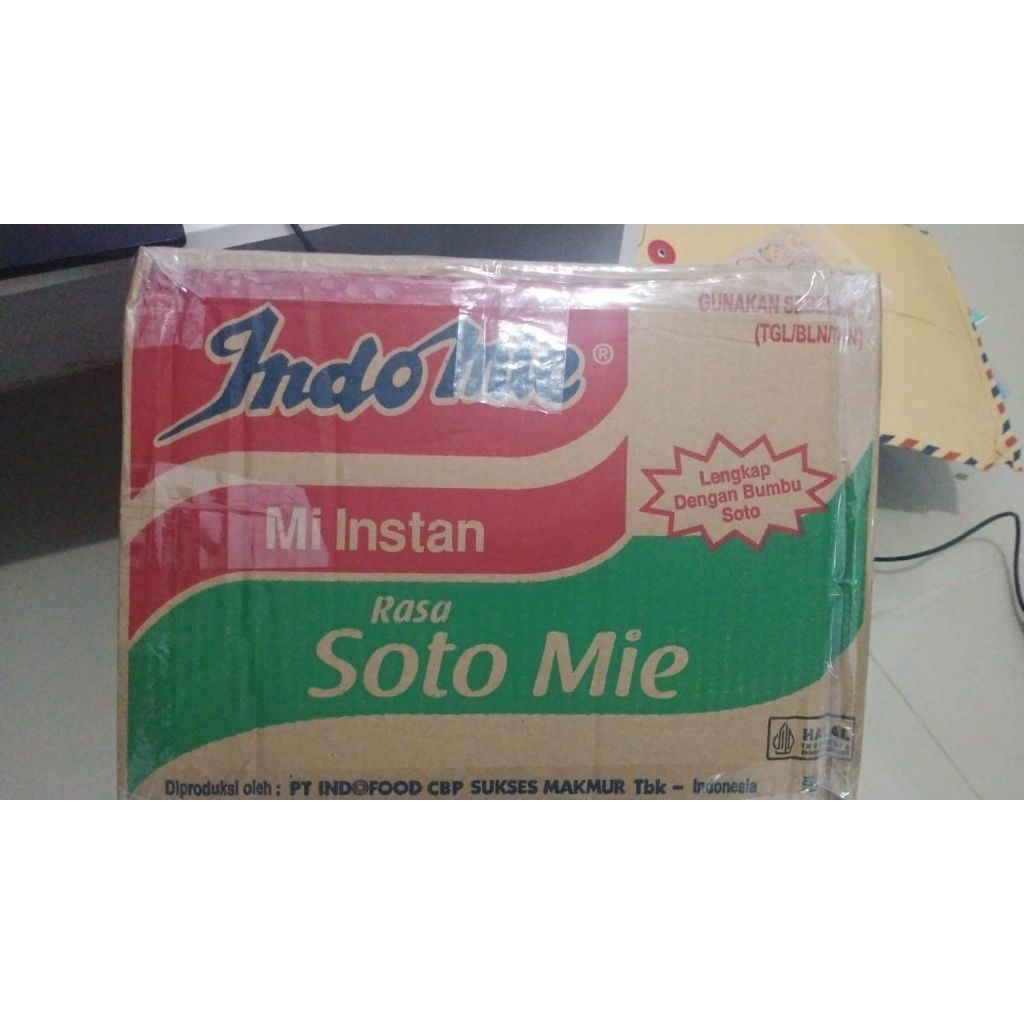 Indomie®
GUNAKAN
(TGL/BLN/
Lengkap
Dengan Bumbu
Soto
Mi Instan
Rasa
Soto Mie
HALAL
Diproduksi oleh : PT INDOFOOD CBP SUKSES MAKMUR Tbk – Indonesia